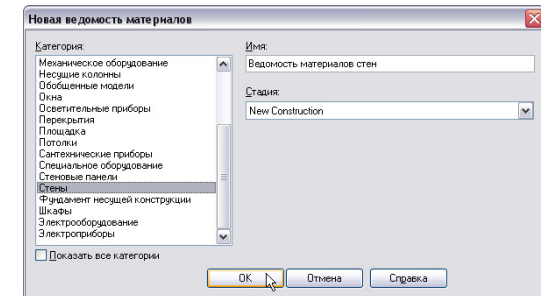 Новая ведомость материалов
Категория:
Механическое оборудование
Несущие колонны
Обобщенные модели
Окна
Осветительные приборы
Перекрытия
Площадка
Потолки
Сантехнические приборы
Специальное оборудование
Стеновые панели
Стены
Фундамент несущей конструкции
Шкафы
Электрооборудование
Электроприборы
Показать все категории
Имя:
Ведомость материалов стен
Стадия:
New Construction
OK
Отмена
Справка